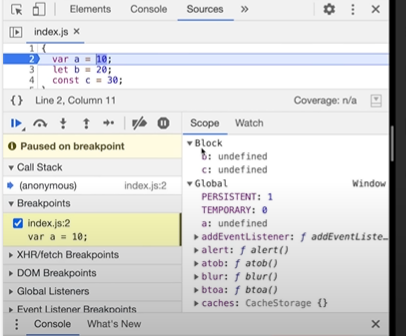 Elements Console Sources »
index.js ×
1 {
2 var a = 10;
3 let b = 20;
4 const c = 30;
{} Line 2, Column 11 Coverage: n/a
Scope Watch
Paused on breakpoint
Call Stack
(anonymous) index.js:2
Breakpoints
index.js:2
var a = 10;
XHR/fetch Breakpoints
DOM Breakpoints
Global Listeners
Event Listener Breakpoints
Block
b: undefined
c: undefined
Global Window
PERSISTENT: 1
TEMPORARY: 0
a: undefined
addEventListener: ƒ addEventListe…
alert: ƒ alert()
atob: ƒ atob()
blur: ƒ blur()
btoa: ƒ btoa()
caches: CacheStorage {}
Console What's New